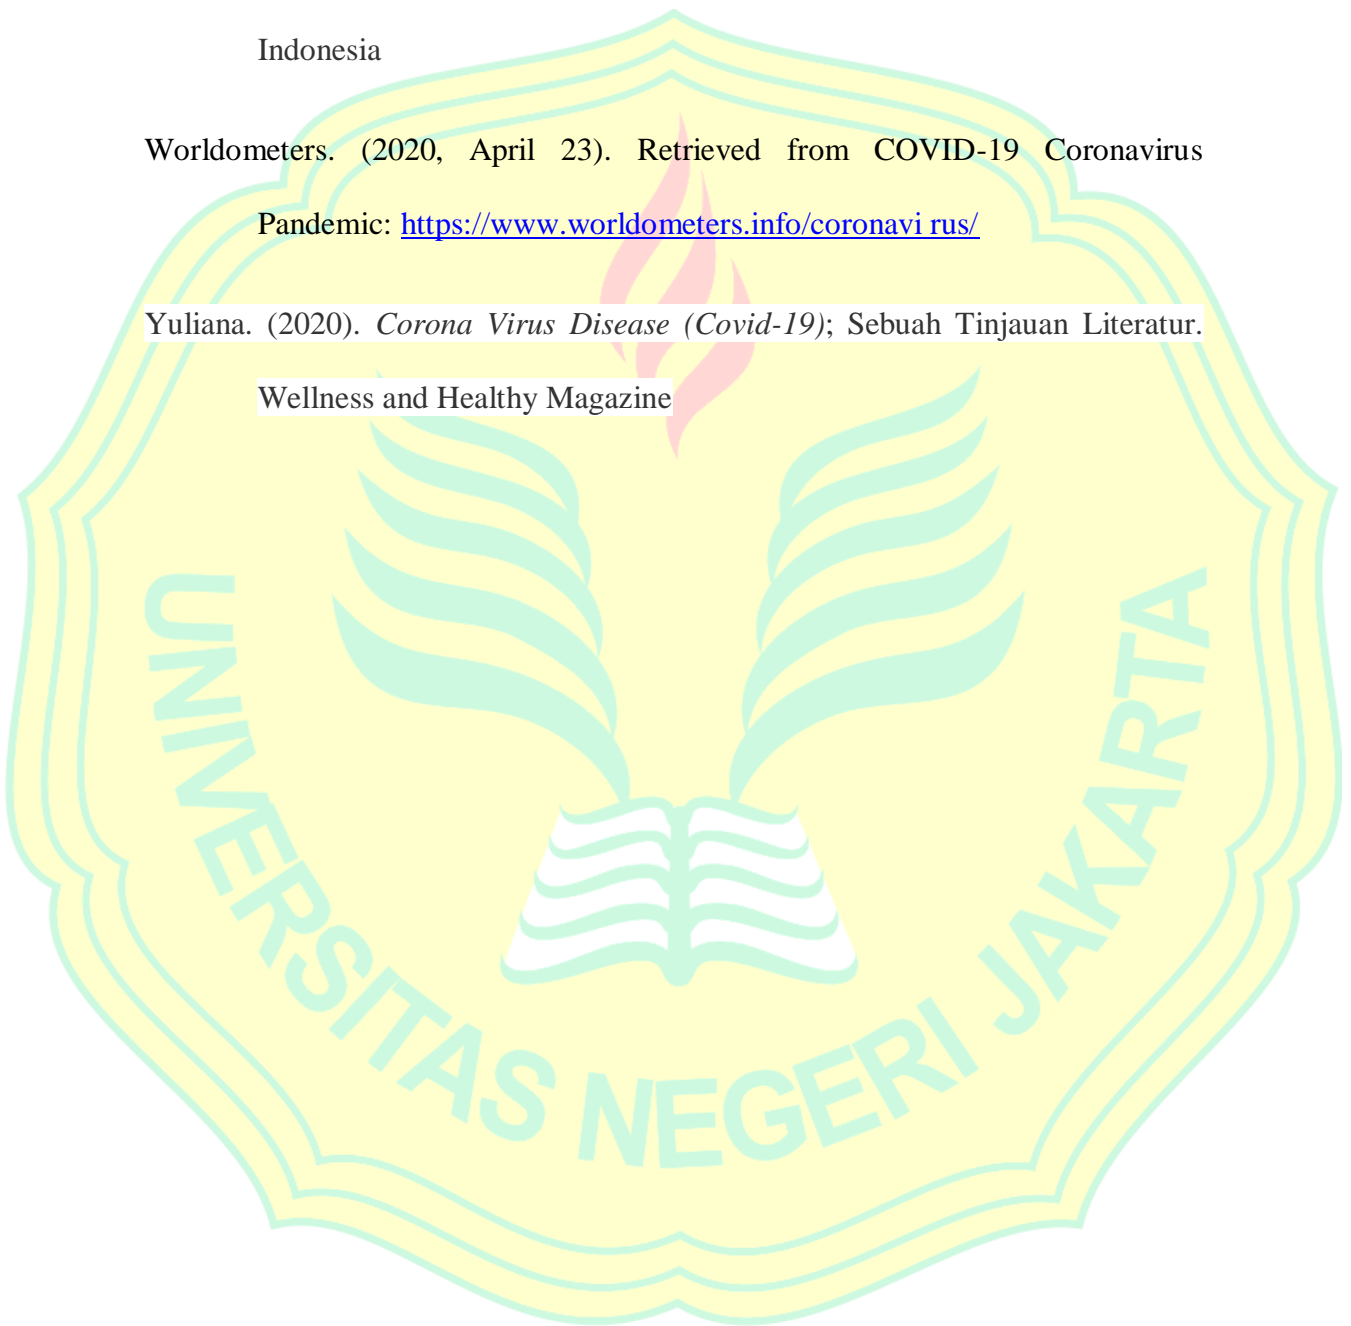 Indonesia
Worldometers. (2020, April 23). Retrieved from COVID-19 Coronavirus
Pandemic: https://www.worldometers.info/coronavi rus/
Yuliana. (2020). Corona Virus Disease (Covid-19); Sebuah Tinjauan Literatur.
Wellness and Healthy Magazine
UNIVERSITAS NEGERI JAKARTA